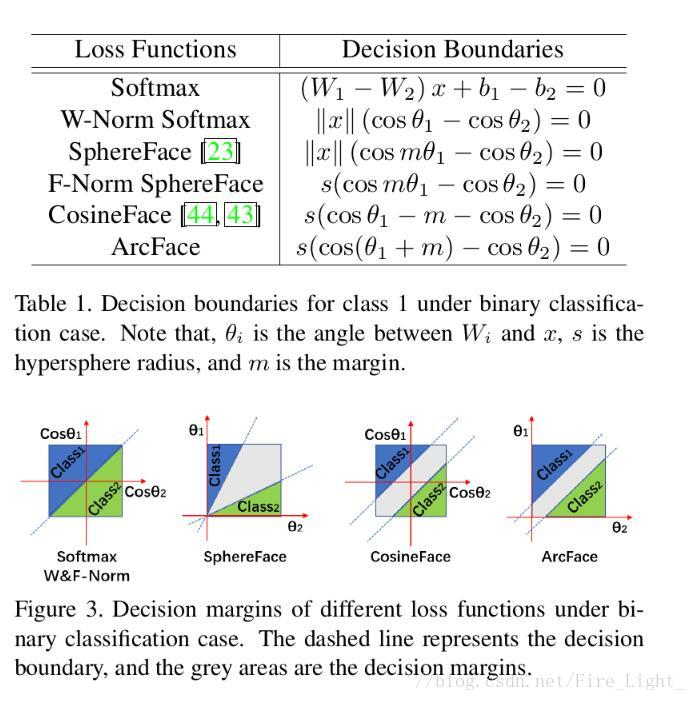 Loss Functions Decision Boundaries
Softmax (W₁ − W₂) x + b₁ − b₂ = 0
W-Norm Softmax ‖x‖ (cos θ₁ − cos θ₂) = 0
SphereFace [23] ‖x‖ (cos mθ₁ − cos θ₂) = 0
F-Norm SphereFace s(cos mθ₁ − cos θ₂) = 0
CosineFace [44, 43] s(cos θ₁ − m − cos θ₂) = 0
ArcFace s(cos(θ₁ + m) − cos θ₂) = 0
Table 1. Decision boundaries for class 1 under binary classifica-
tion case. Note that, θᵢ is the angle between Wᵢ and x, s is the
hypersphere radius, and m is the margin.
Cosθ₁
Class1
Class2
Cosθ₂
Softmax
W&F-Norm
θ₁
Class1
Class2
θ₂
SphereFace
Cosθ₁
Class1
Class2
Cosθ₂
CosineFace
θ₁
Class1
Class2
θ₂
ArcFace
Figure 3. Decision margins of different loss functions under bi-
nary classification case. The dashed line represents the decision
boundary, and the grey areas are the decision margins.
//blog.csdn.net/Fire_Light_